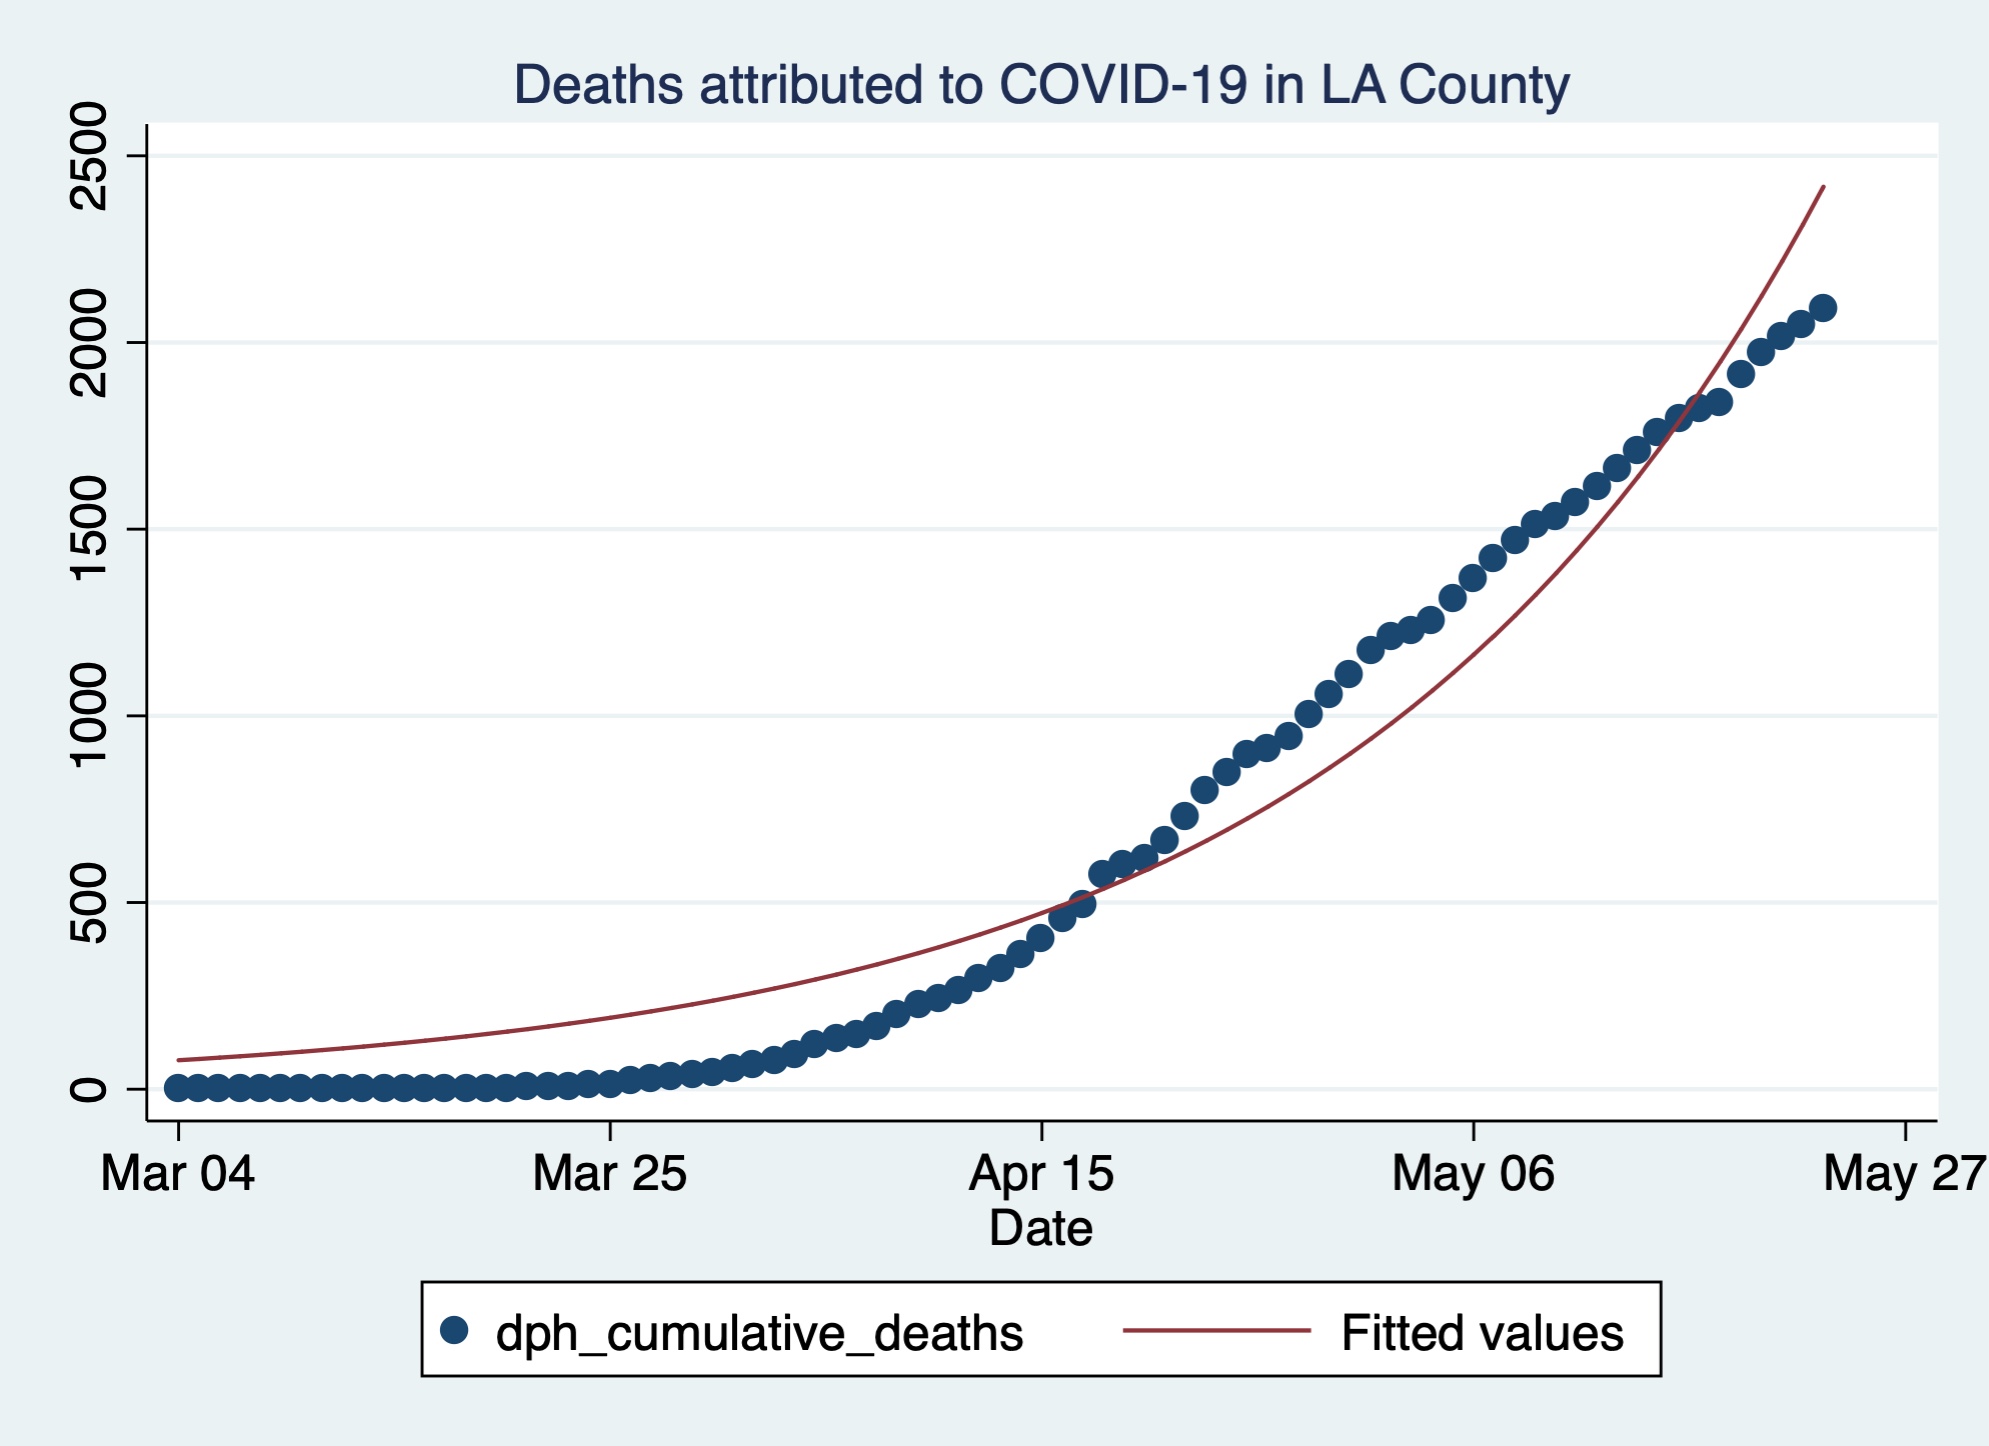 Deaths attributed to COVID-19 in LA County
2500
2000
1500
1000
500
0
Mar 04 Mar 25 Apr 15 May 06 May 27
Date
dph_cumulative_deaths Fitted values